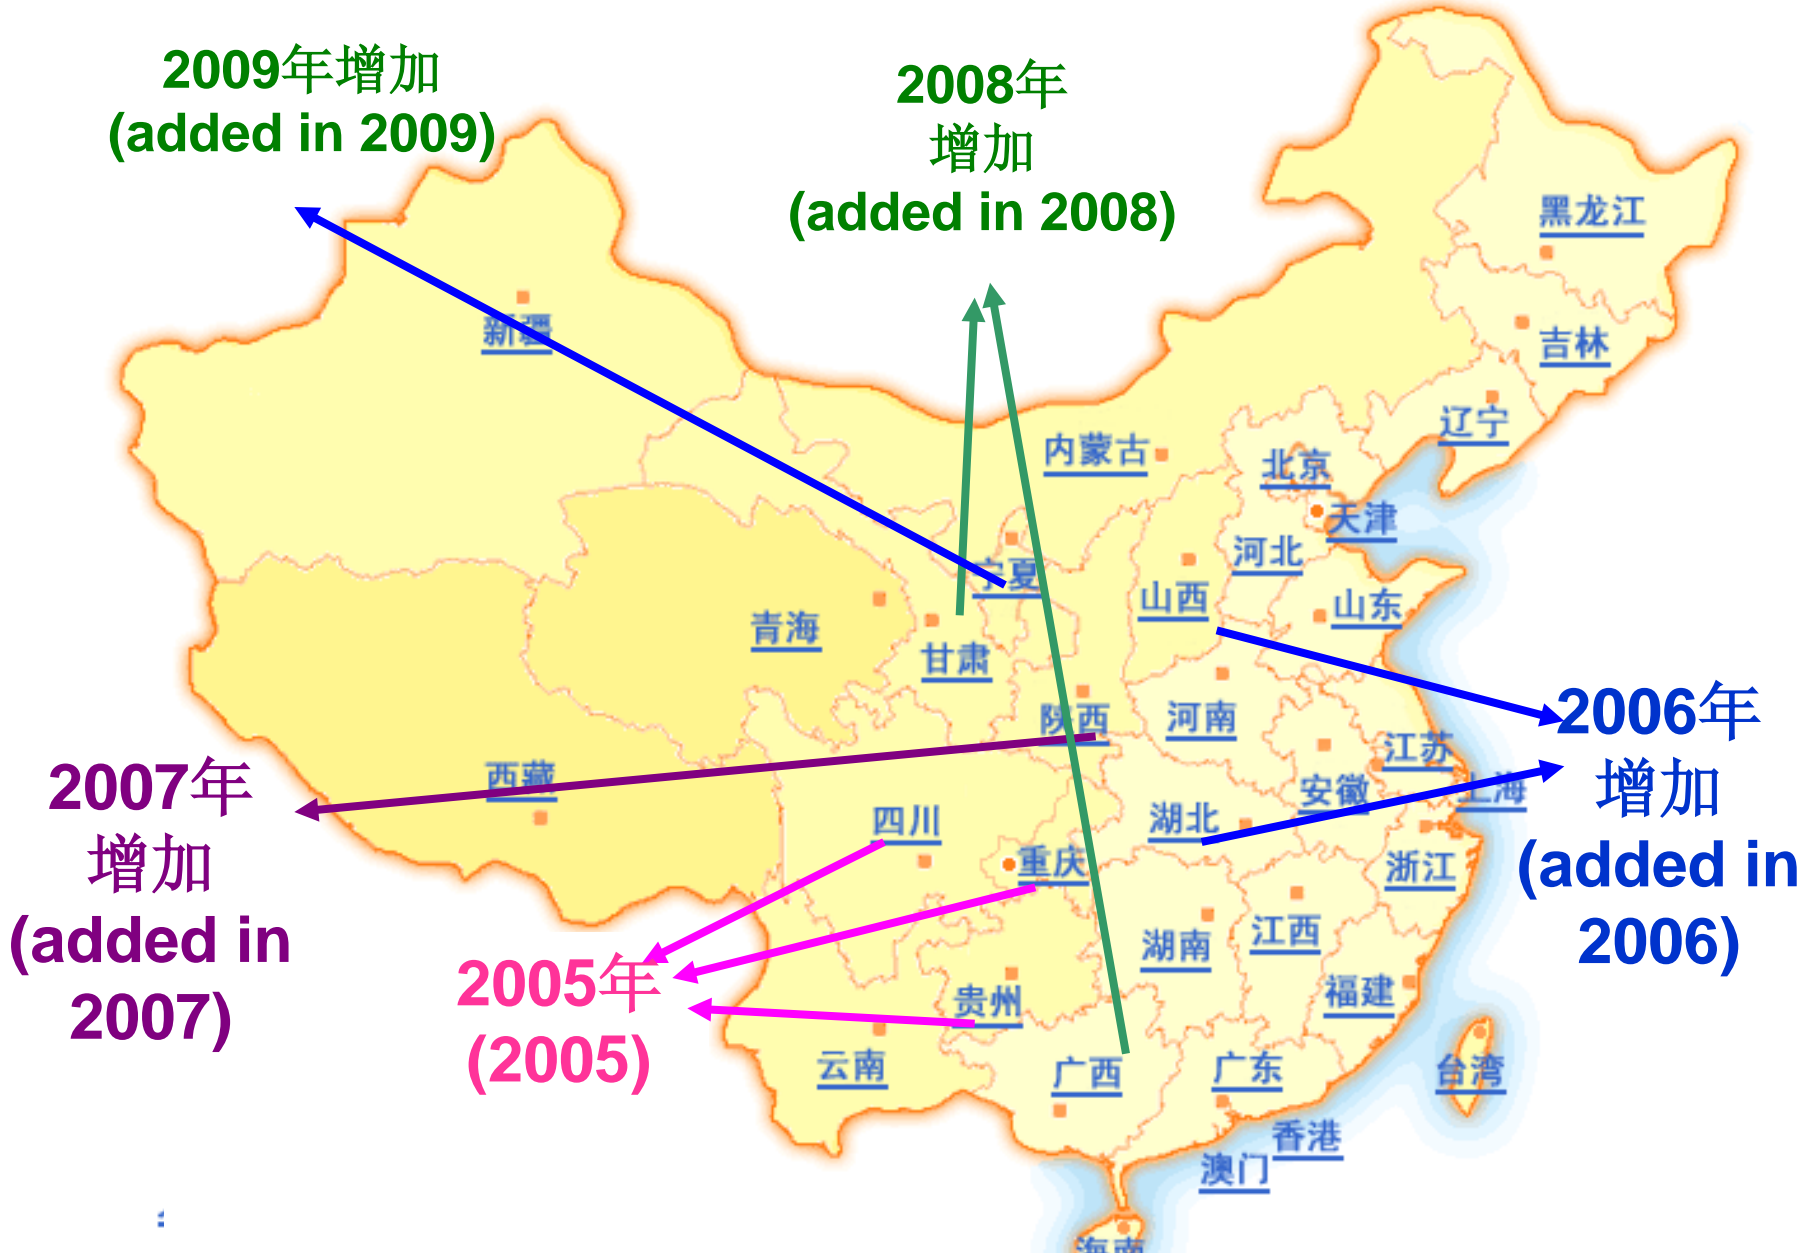 2009年增加
(added in 2009)
2008年
增加
(added in 2008)
黑龙江
新疆
吉林
辽宁
内蒙古
北京
天津
河北
宁夏
山西
山东
青海
甘肃
陕西
河南
2006年
增加
(added in
2006)
江苏
西藏
安徽
上海
2007年
增加
(added in
2007)
四川
湖北
重庆
浙江
湖南
江西
2005年
(2005)
贵州
福建
云南
广西
广东
台湾
香港
澳门
海南